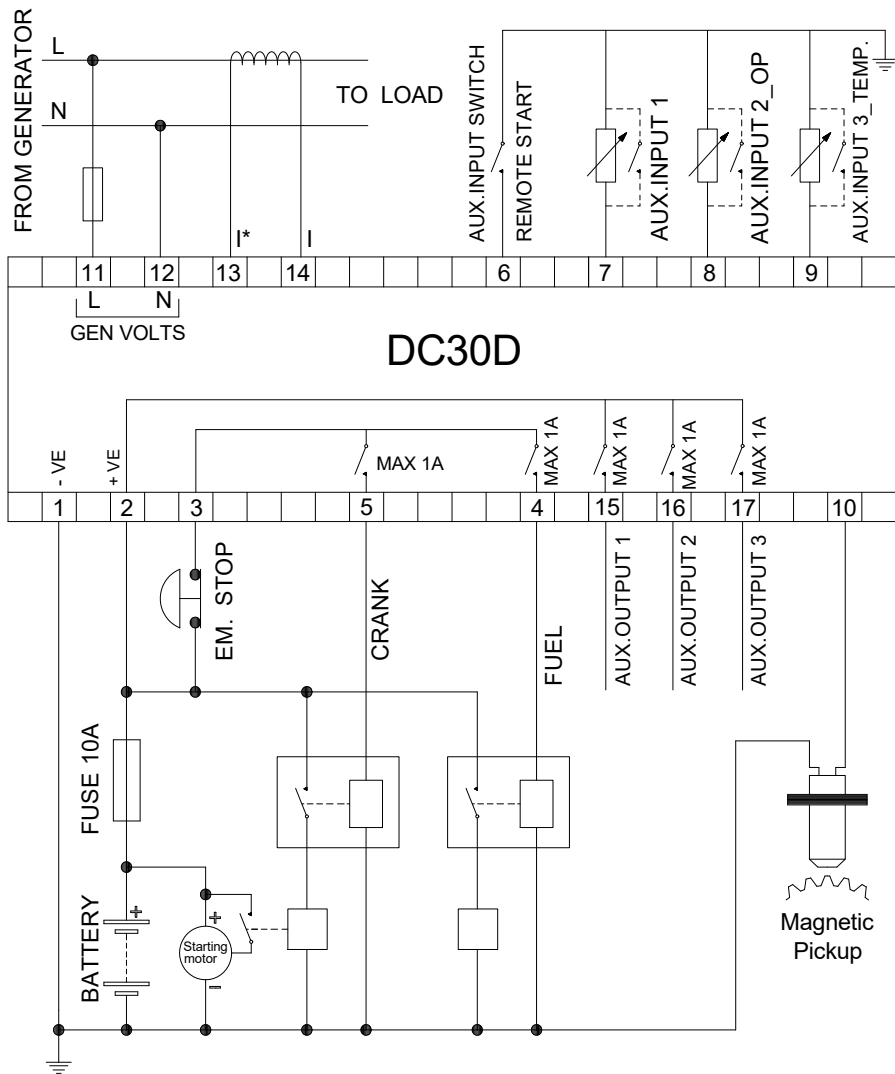 FROM GENERATOR
L
N
TO LOAD
I*
I
AUX.INPUT SWITCH
REMOTE START
AUX.INPUT 1
AUX.INPUT 2_OP
AUX.INPUT 3_TEMP.
11
12
13
14
6
7
8
9
L
N
GEN VOLTS
DC30D
- VE
+ VE
MAX 1A
MAX 1A
MAX 1A
MAX 1A
MAX 1A
1
2
3
5
4
15
16
17
10
EM. STOP
CRANK
FUEL
AUX.OUTPUT 1
AUX.OUTPUT 2
AUX.OUTPUT 3
FUSE 10A
BATTERY
+
+
Starting
motor
-
Magnetic
Pickup